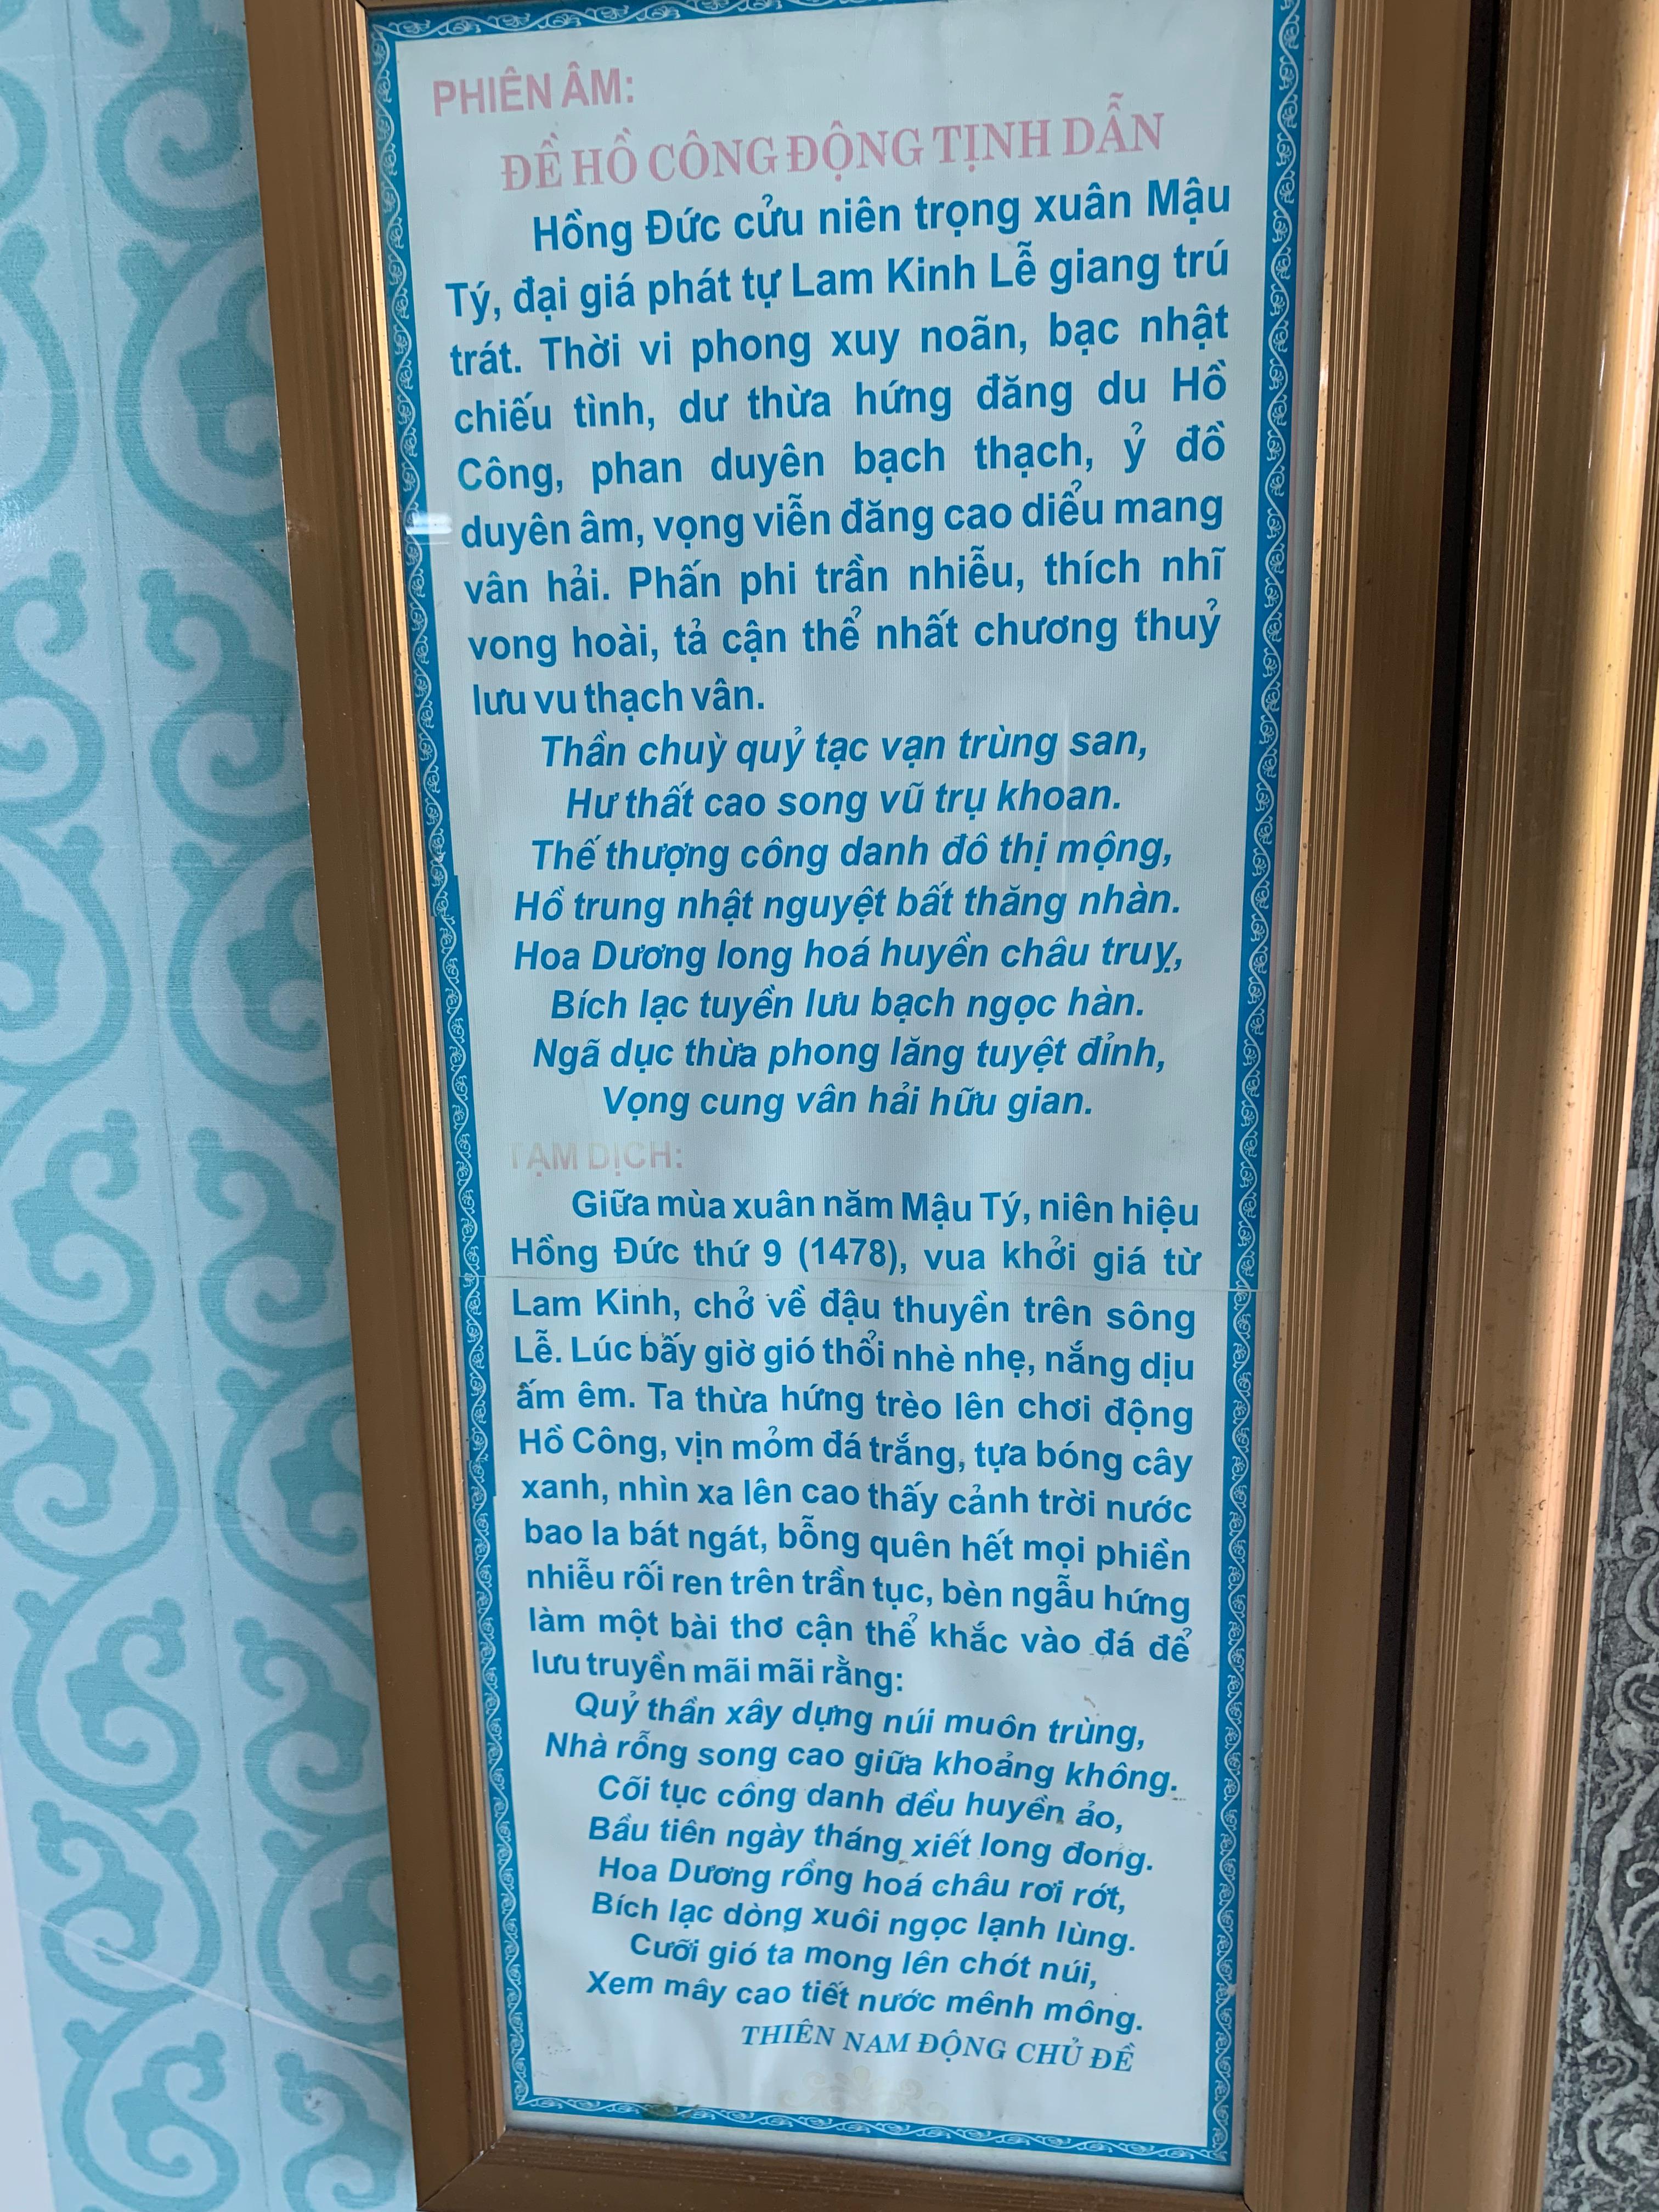 PHIÊN ÂM:
ĐỀ HỒ CÔNG ĐỘNG TỊNH DẪN
Hồng Đức cửu niên trọng xuân Mậu
Tý, đại giá phát tự Lam Kinh Lễ giang trú
trát. Thời vi phong xuy noãn, bạc nhật
chiếu tình, dư thừa hứng đăng du Hồ
Công, phan duyên bạch thạch, ỷ đồ
duyên âm, vọng viễn đăng cao diểu mang
vân hải. Phấn phi trần nhiễu, thích nhĩ
vong hoài, tả cận thể nhất chương thuỷ
lưu vu thạch vân.
Thần chuỳ quỷ tạc vạn trùng san,
Hư thất cao song vũ trụ khoan.
Thế thượng công danh đô thị mộng,
Hồ trung nhật nguyệt bất thăng nhàn.
Hoa Dương long hoá huyền châu truỵ,
Bích lạc tuyền lưu bạch ngọc hàn.
Ngã dục thừa phong lăng tuyệt đỉnh,
Vọng cung vân hải hữu gian.
TẠM DỊCH:
Giữa mùa xuân năm Mậu Tý, niên hiệu
Hồng Đức thứ 9 (1478), vua khởi giá từ
Lam Kinh, chở về đậu thuyền trên sông
Lễ. Lúc bấy giờ gió thổi nhè nhẹ, nắng dịu
ấm êm. Ta thừa hứng trèo lên chơi động
Hồ Công, vịn mỏm đá trắng, tựa bóng cây
xanh, nhìn xa lên cao thấy cảnh trời nước
bao la bát ngát, bỗng quên hết mọi phiền
nhiễu rối ren trên trần tục, bèn ngẫu hứng
làm một bài thơ cận thể khắc vào đá để
lưu truyền mãi mãi rằng:
Quỷ thần xây dựng núi muôn trùng,
Nhà rỗng song cao giữa khoảng không.
Cõi tục công danh đều huyền ảo,
Bầu tiên ngày tháng xiết long đong.
Hoa Dương rồng hoá châu rơi rớt,
Bích lạc dòng xuôi ngọc lạnh lùng.
Cưỡi gió ta mong lên chót núi,
Xem mây cao tiết nước mênh mông.
THIÊN NAM ĐỘNG CHỦ ĐỀ